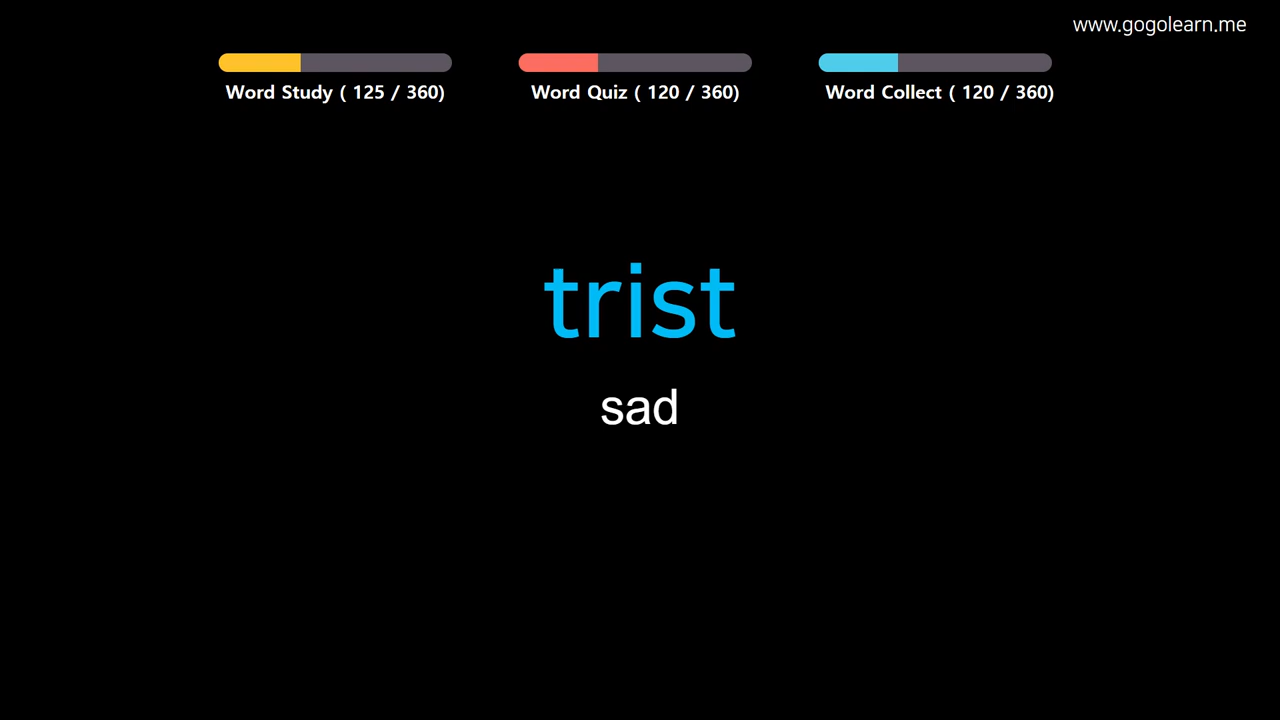 www.gogolearn.me
Word Study ( 125 / 360)
Word Quiz ( 120 / 360)
Word Collect ( 120 / 360)
trist
sad